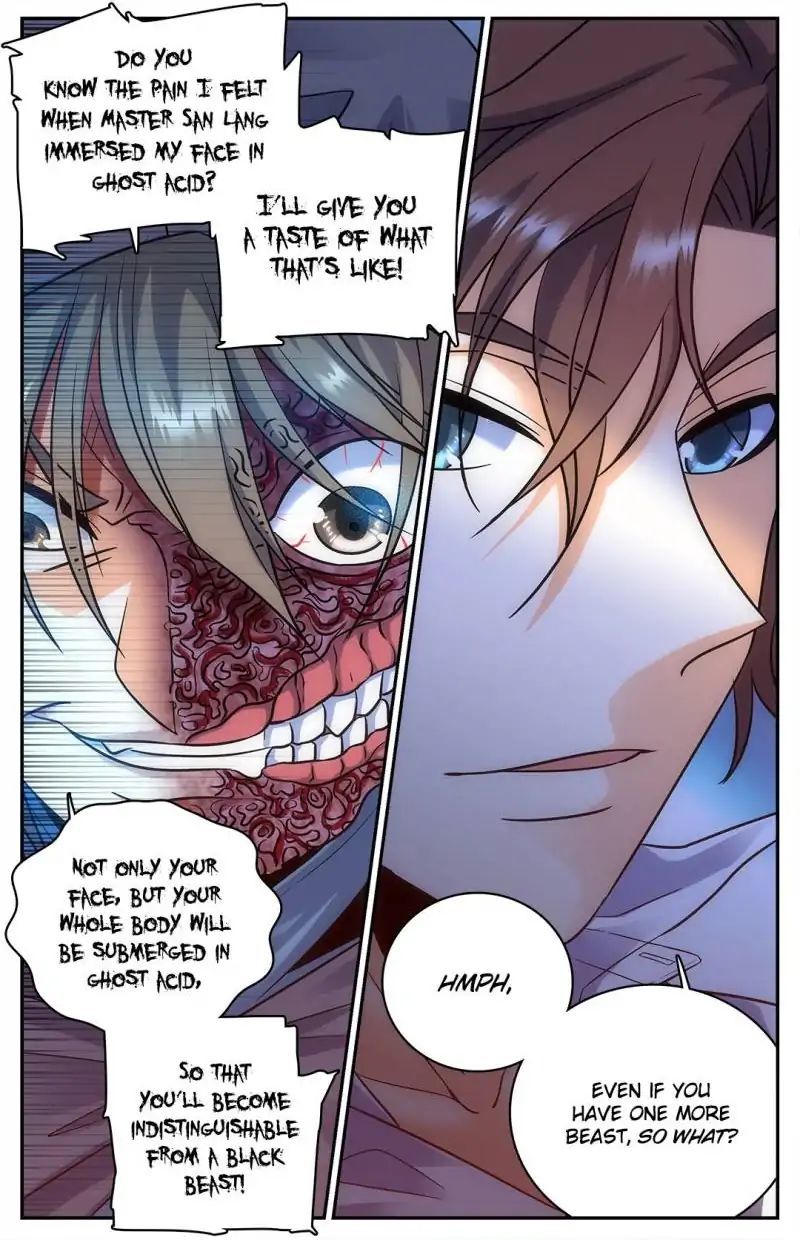 DO YOU
KNOW THE PAIN I FELT
WHEN MASTER SAN LANG
IMMERSED MY FACE IN
GHOST ACID?
I'LL GIVE YOU
A TASTE OF WHAT
THAT'S LIKE!
NOT ONLY YOUR
FACE, BUT YOUR
WHOLE BODY WILL
BE SUBMERGED IN
GHOST ACID,
SO THAT
YOU'LL BECOME
INDISTINGUISHABLE
FROM A BLACK
BEAST!
HMPH,
EVEN IF YOU
HAVE ONE MORE
BEAST, SO WHAT?